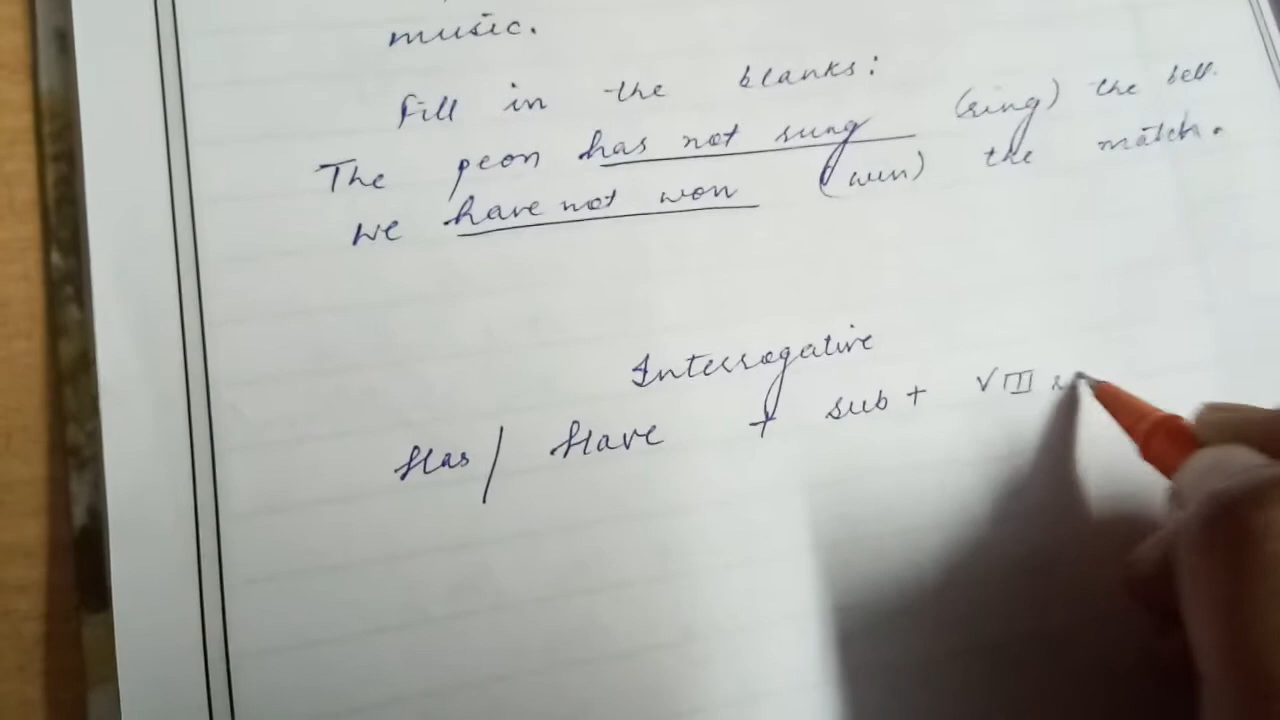 music.
Fill in the blanks:
The peon has not sung (ring) the bell.
We have not won (win) the match.
Interrogative
Has/ Have + sub + VIII